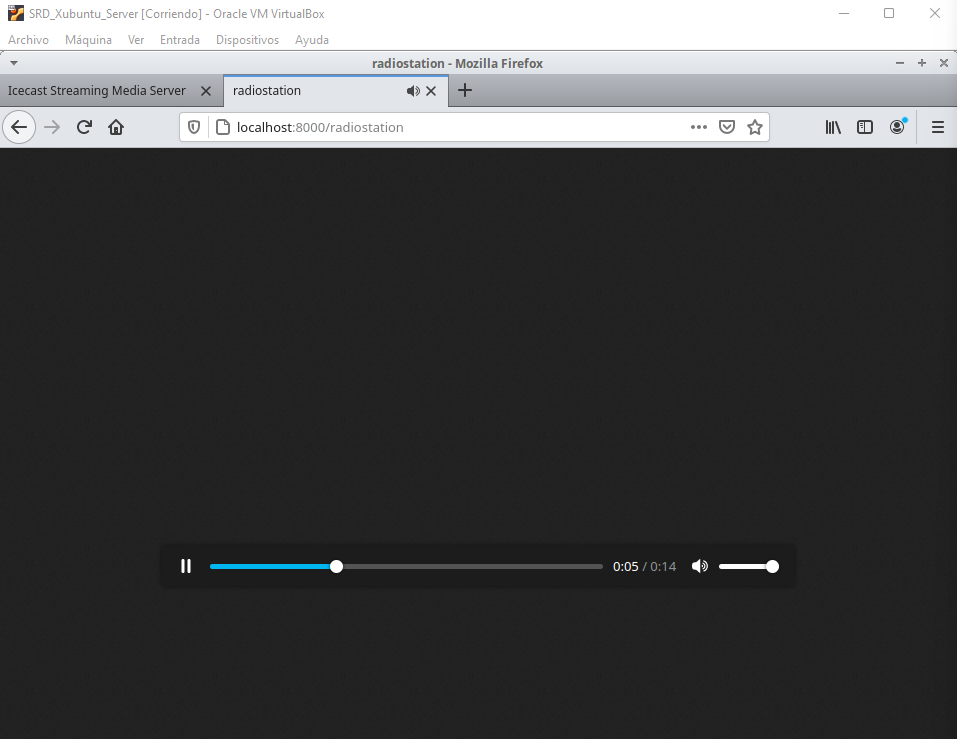 SRD_Xubuntu_Server [Corriendo] - Oracle VM VirtualBox
Archivo Máquina Ver Entrada Dispositivos Ayuda
radiostation - Mozilla Firefox
Icecast Streaming Media Server radiostation
localhost:8000/radiostation
0:05 / 0:14